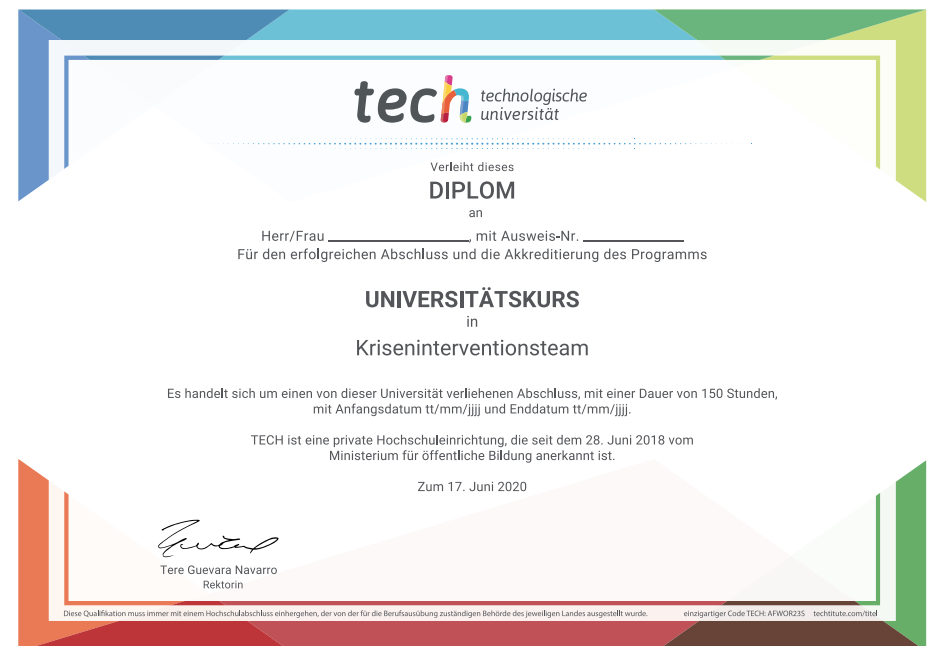 tech technologische
universität
Verleiht dieses
DIPLOM
an
Herr/Frau ____________________, mit Ausweis-Nr. ______________
Für den erfolgreichen Abschluss und die Akkreditierung des Programms
UNIVERSITÄTSKURS
in
Kriseninterventionsteam
Es handelt sich um einen von dieser Universität verliehenen Abschluss, mit einer Dauer von 150 Stunden,
mit Anfangsdatum tt/mm/jjjj und Enddatum tt/mm/jjjj.
TECH ist eine private Hochschuleinrichtung, die seit dem 28. Juni 2018 vom
Ministerium für öffentliche Bildung anerkannt ist.
Zum 17. Juni 2020
Tere Guevara Navarro
Rektorin
Diese Qualifikation muss immer mit einem Hochschulabschluss einhergehen, der von der für die Berufsausübung zuständigen Behörde des jeweiligen Landes ausgestellt wurde. einzigartiger Code TECH: AFWOR23S techtitute.com/titel